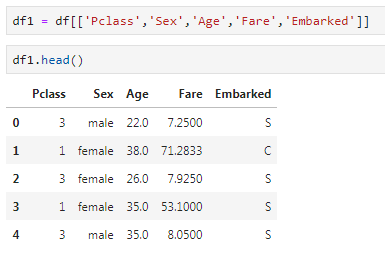 df1 = df[['Pclass','Sex','Age','Fare','Embarked']]
df1.head()
Pclass Sex Age Fare Embarked
0 3 male 22.0 7.2500 S
1 1 female 38.0 71.2833 C
2 3 female 26.0 7.9250 S
3 1 female 35.0 53.1000 S
4 3 male 35.0 8.0500 S